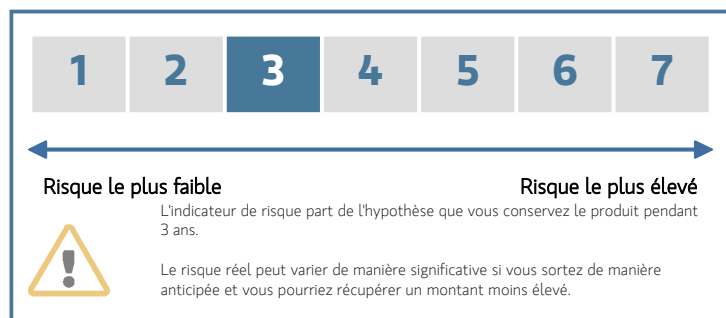 1 2 3 4 5 6 7
Risque le plus faible Risque le plus élevé
L'indicateur de risque part de l'hypothèse que vous conservez le produit pendant
3 ans.
Le risque réel peut varier de manière significative si vous sortez de manière
anticipée et vous pourriez récupérer un montant moins élevé.